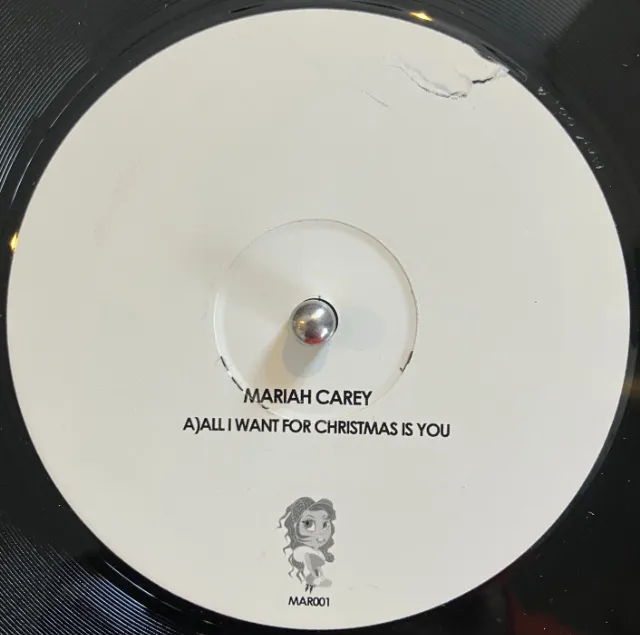 MARIAH CAREY
A)ALL I WANT FOR CHRISTMAS IS YOU
MAR001